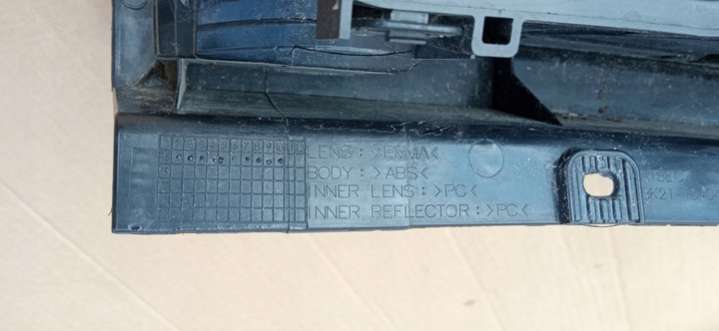 LENS: >PMMA<
BODY: >ABS<
INNER LENS: >PC<
INNER REFLECTOR: >PC<